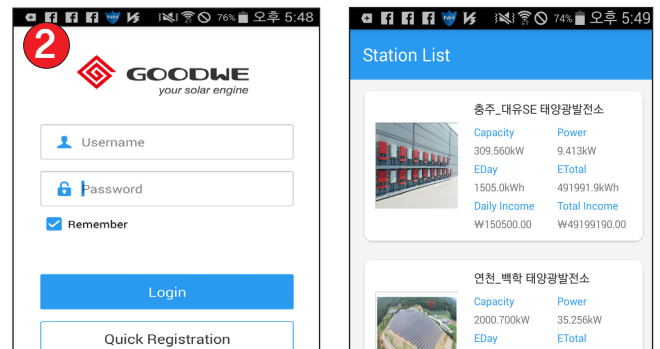 76% 오후 5:48
2
GOODWE
your solar engine
Username
Password
Remember
Login
Quick Registration
74% 오후 5:49
Station List
충주_대유SE 태양광발전소
Capacity Power
309.560kW 9.413kW
EDay ETotal
1505.0kWh 491991.9kWh
Daily Income Total Income
₩150500.00 ₩49199190.00
연천_백학 태양광발전소
Capacity Power
2000.700kW 35.256kW
EDay ETotal